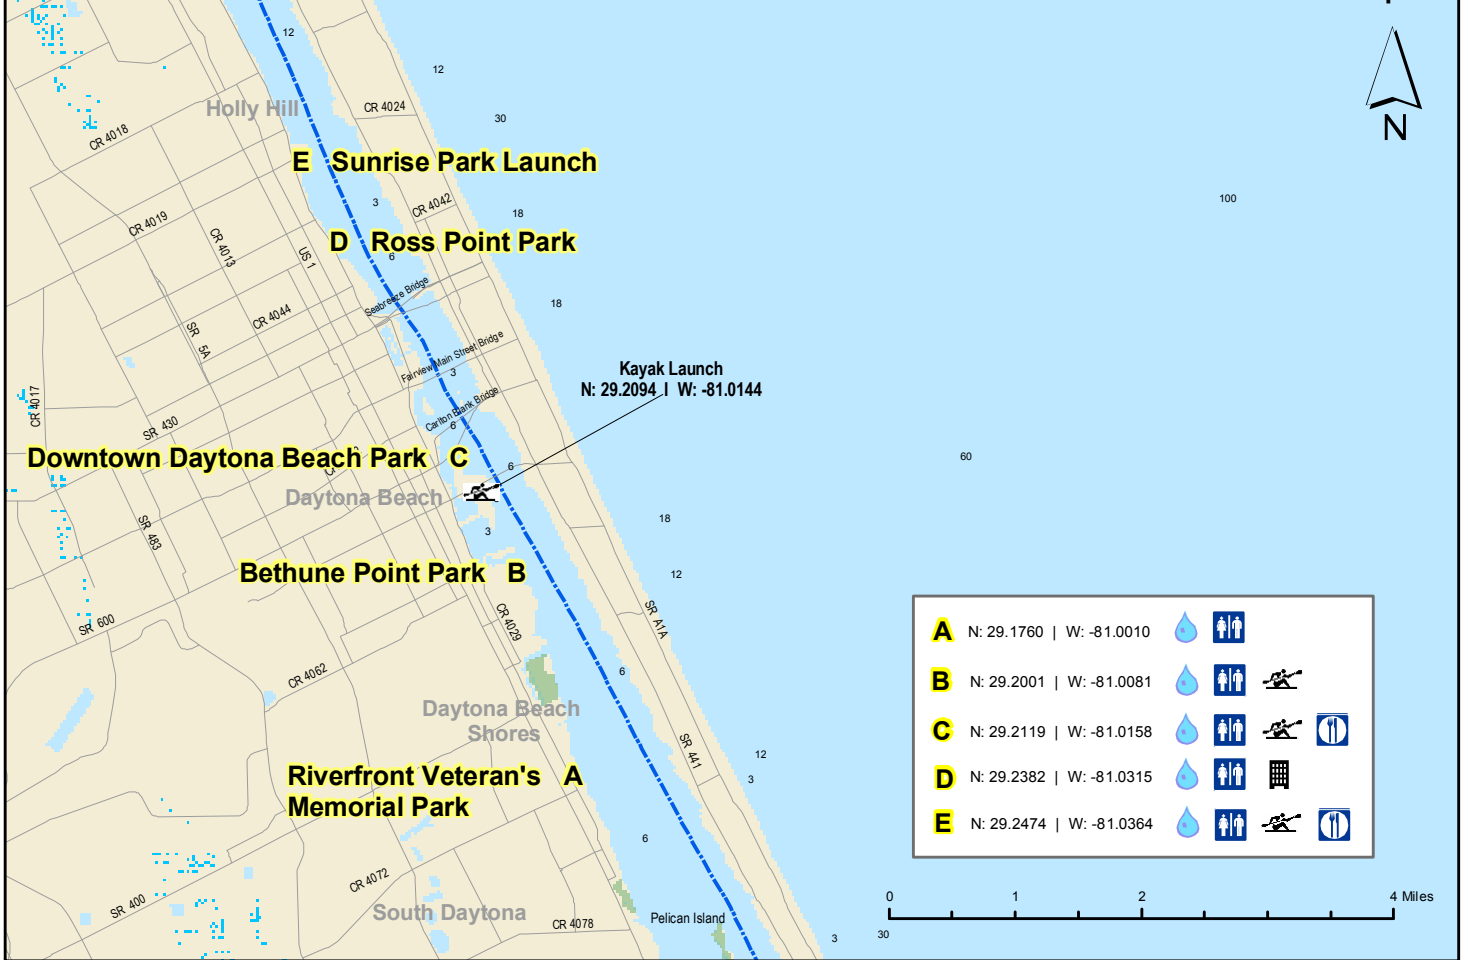 12
12
Holly Hill
CR 4024
30
CR 4018
E Sunrise Park Launch
N
100
3
CR 4042
18
CR 4019
CR 4013
US 1
D Ross Point Park
6
Seabreeze Bridge
18
CR 4044
SR 5A
Fairview Main Street Bridge
3
Kayak Launch
N: 29.2094 | W: -81.0144
CR 4017
Carlton Blank Bridge
6
SR 430
Downtown Daytona Beach Park C
6
60
Daytona Beach
18
SR 483
3
Bethune Point Park B
12
SR 600
CR 4029
SR A1A
A N: 29.1760 | W: -81.0010
B N: 29.2001 | W: -81.0081
C N: 29.2119 | W: -81.0158
D N: 29.2382 | W: -81.0315
E N: 29.2474 | W: -81.0364
CR 4062
6
Daytona Beach
Shores
SR 441
12
3
Riverfront Veteran's A
Memorial Park
6
CR 4072
SR 400
South Daytona
CR 4078
Pelican Island
3
30
0 1 2 4 Miles